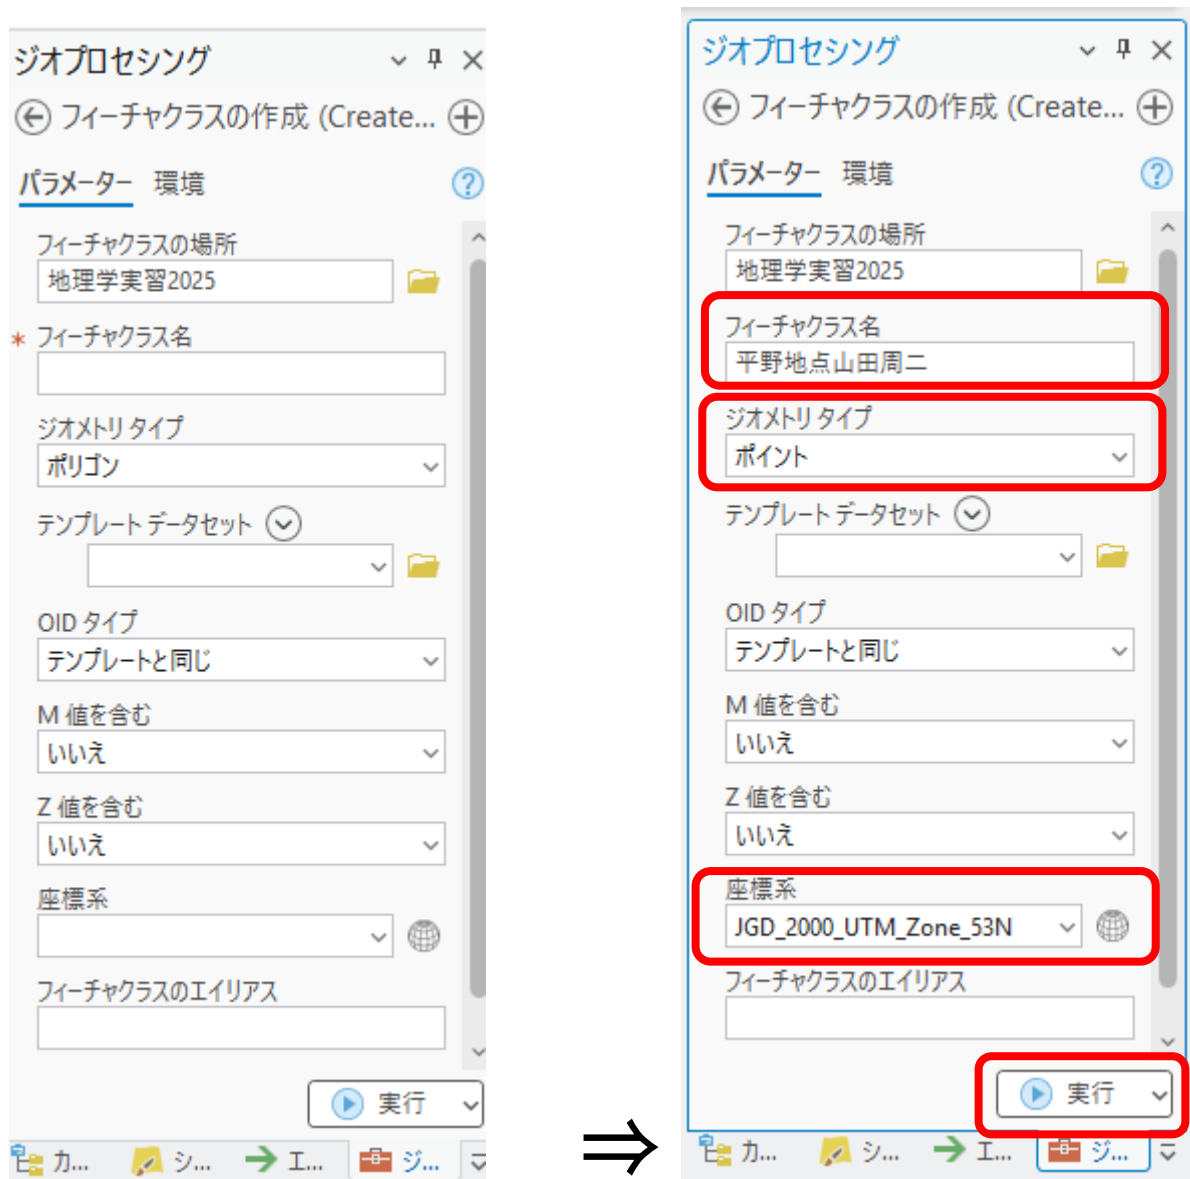 ジオプロセシング
フィーチャクラスの作成 (Create...
パラメーター 環境
フィーチャクラスの場所
地理学実習2025
* フィーチャクラス名
ジオメトリ タイプ
ポリゴン
テンプレート データセット
OID タイプ
テンプレートと同じ
M 値を含む
いいえ
Z 値を含む
いいえ
座標系
フィーチャクラスのエイリアス
実行
カ... シ... エ... ジ...
⇒
ジオプロセシング
フィーチャクラスの作成 (Create...
パラメーター 環境
フィーチャクラスの場所
地理学実習2025
フィーチャクラス名
平野地点山田周二
ジオメトリ タイプ
ポイント
テンプレート データセット
OID タイプ
テンプレートと同じ
M 値を含む
いいえ
Z 値を含む
いいえ
座標系
JGD_2000_UTM_Zone_53N
フィーチャクラスのエイリアス
実行
カ... シ... エ... ジ...